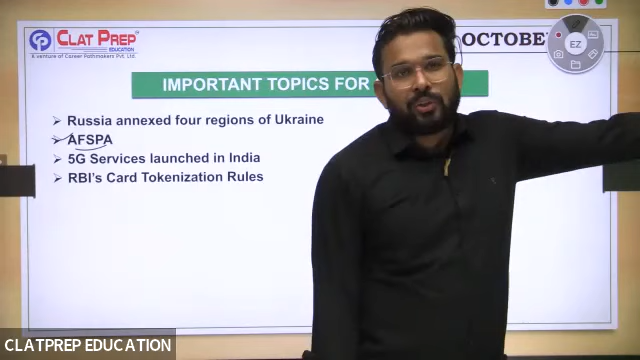 CP CLAT PREP
EDUCATION
A venture of Career Pathmakers Pvt. Ltd.
OCTOBE
EZ
IMPORTANT TOPICS FOR
➢ Russia annexed four regions of Ukraine
➢ AFSPA
➢ 5G Services launched in India
➢ RBI's Card Tokenization Rules
CLATPREP EDUCATION